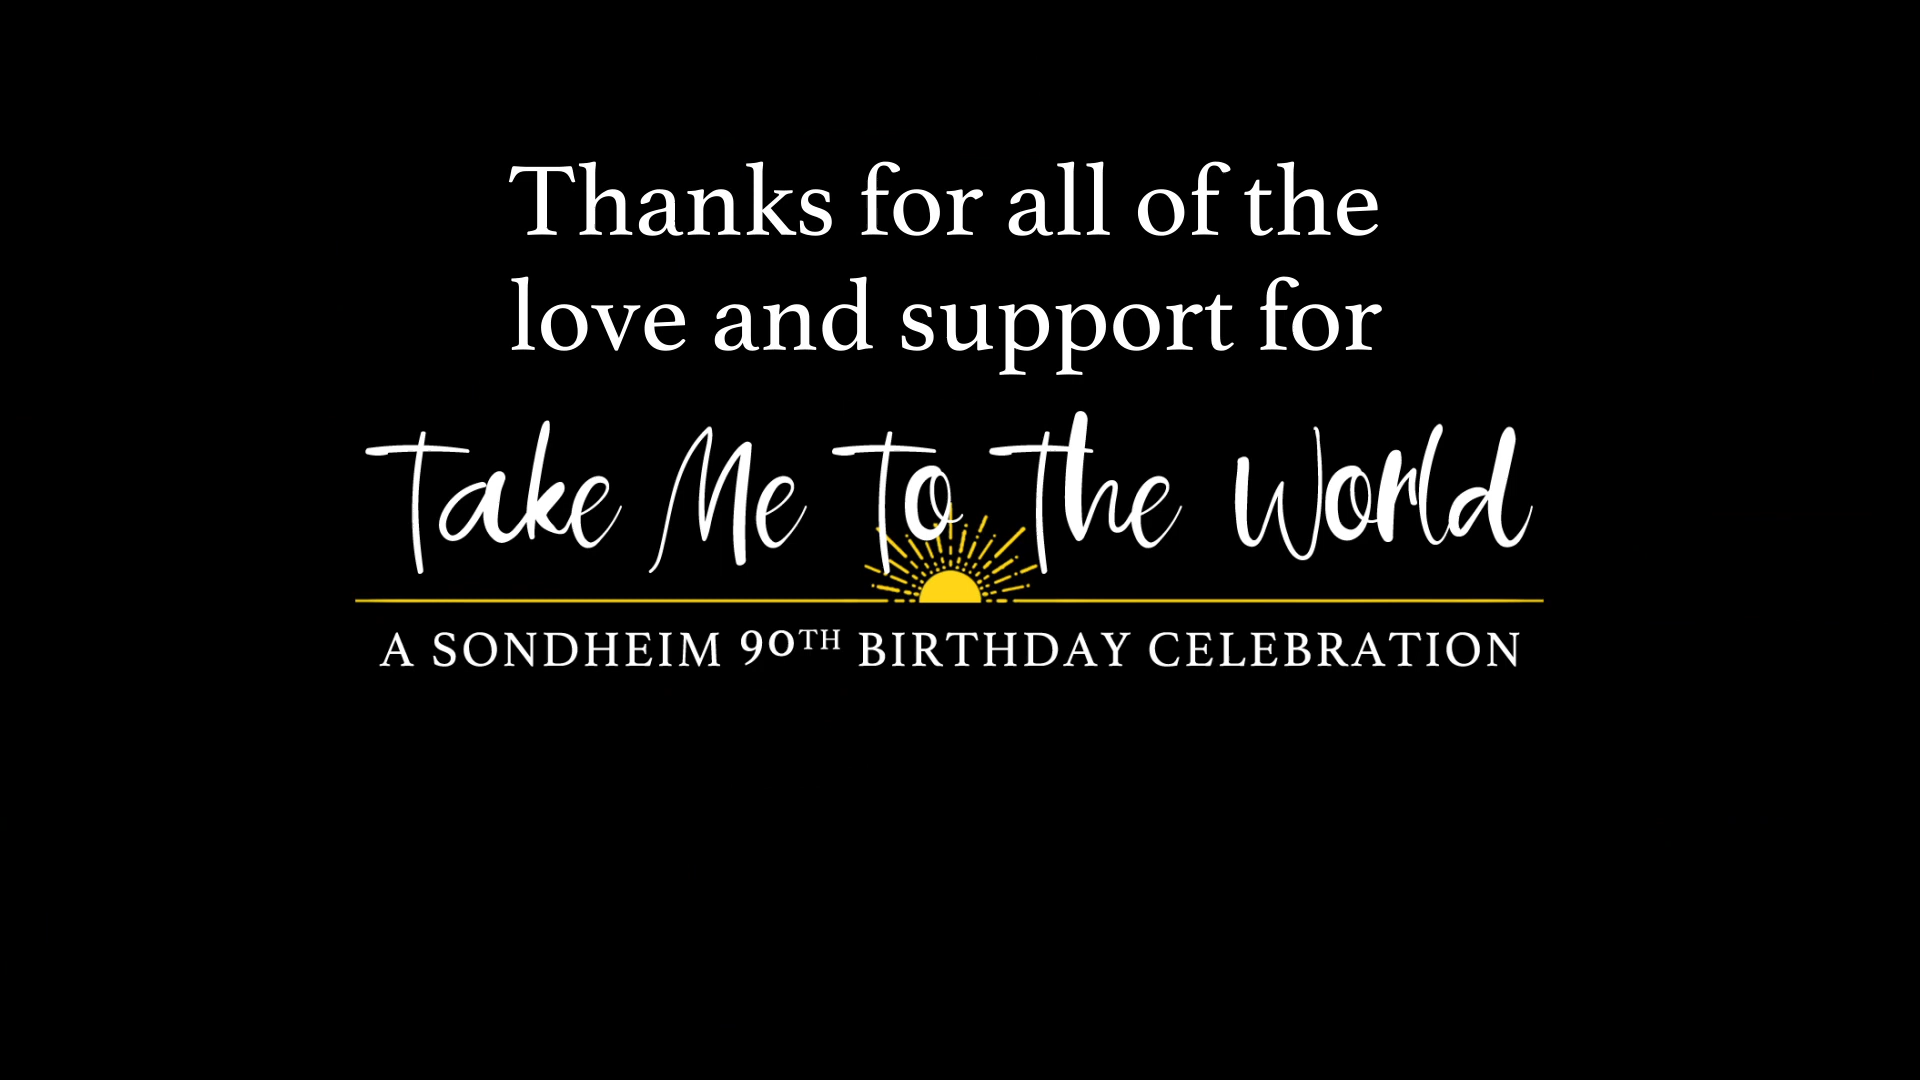 Thanks for all of the
love and support for
Take Me To The World
A SONDHEIM 90TH BIRTHDAY CELEBRATION